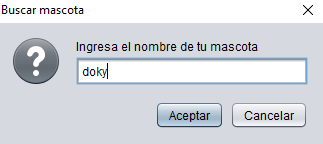 Buscar mascota
Ingresa el nombre de tu mascota
doky
Aceptar Cancelar